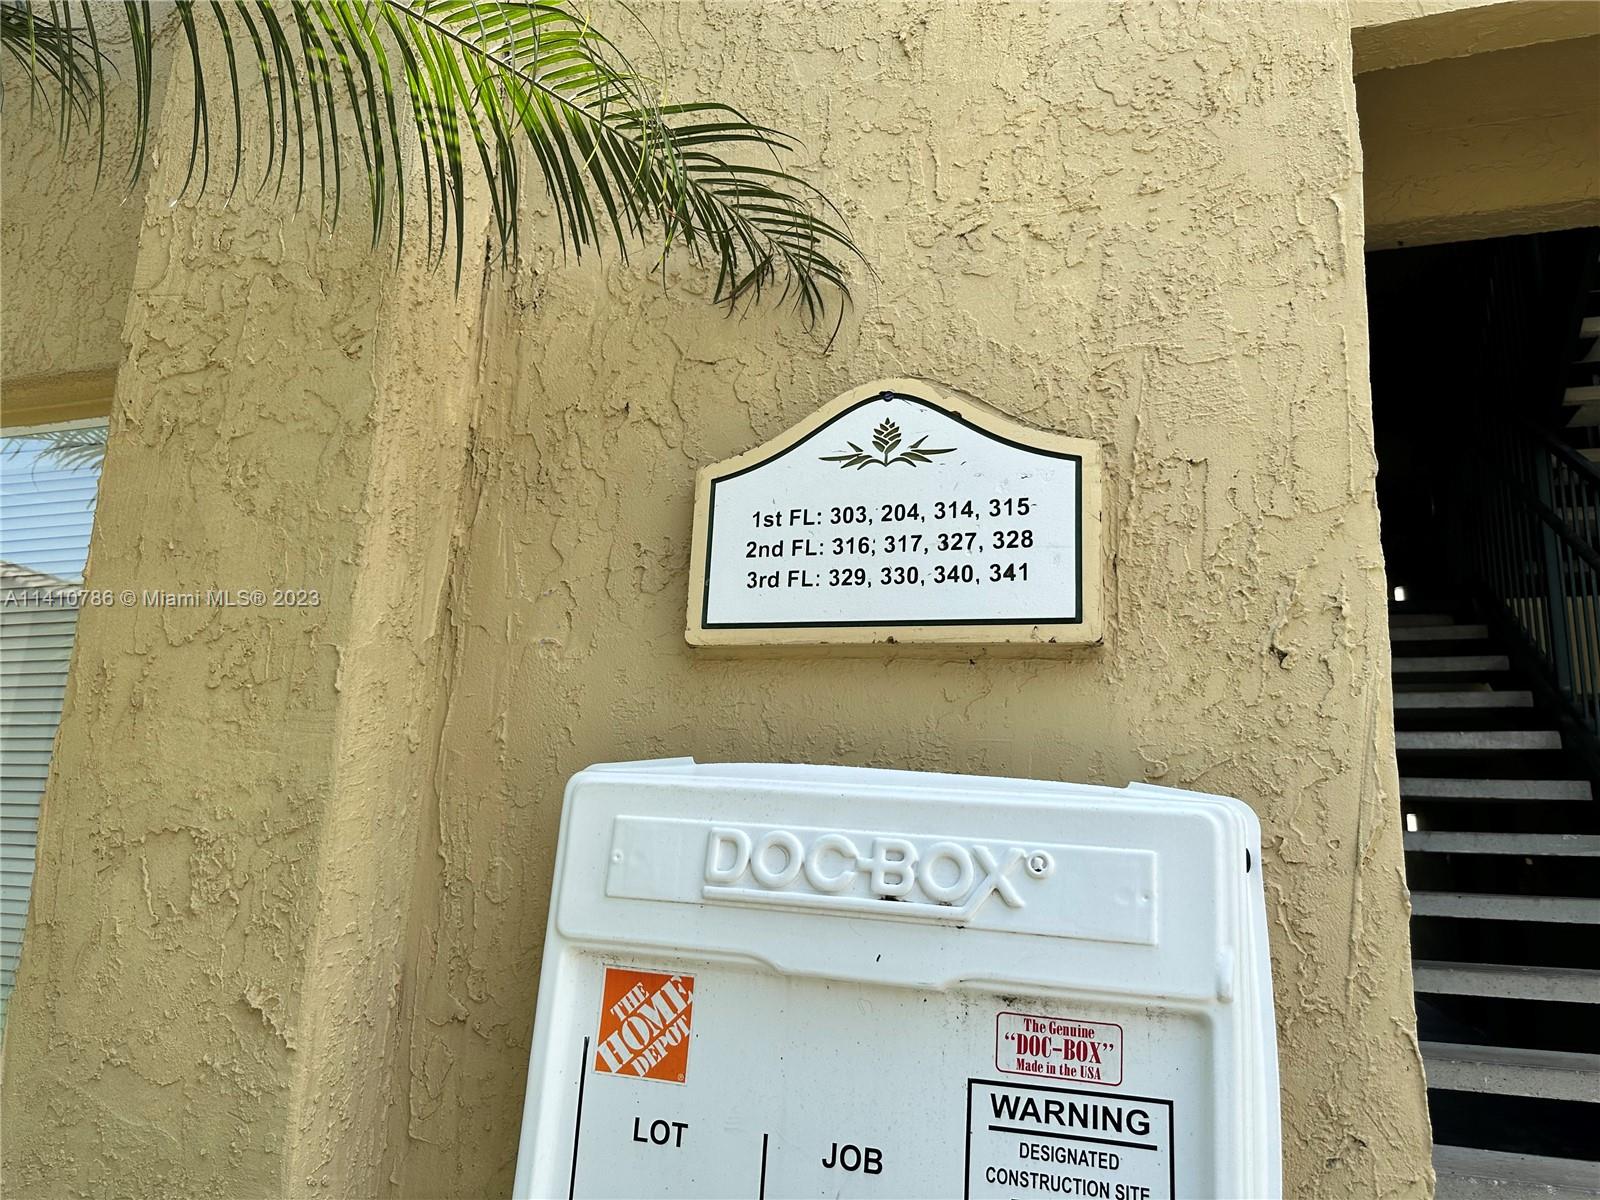 1st FL: 303, 204, 314, 315
2nd FL: 316, 317, 327, 328
3rd FL: 329, 330, 340, 341
A11410786 © Miami MLS® 2023
DOC-BOX®
THE
HOME
DEPOT
The Genuine
"DOC-BOX"
Made in the USA
WARNING
DESIGNATED
CONSTRUCTION SITE
LOT
JOB